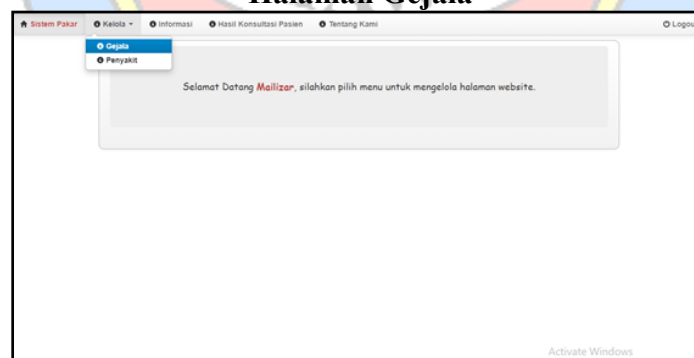 Halaman Gejala
Sistem Pakar Kelola Informasi Hasil Konsultasi Pasien Tentang Kami Logou
Gejala
Penyakit
Selamat Datang Mailizar, silahkan pilih menu untuk mengelola halaman website.
Activate Windows